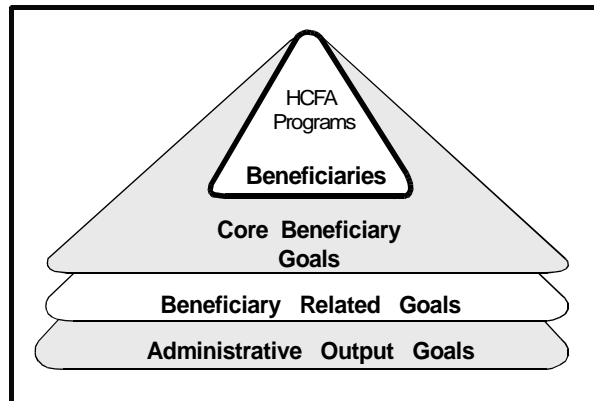 HCFA
Programs
Beneficiaries
Core Beneficiary
Goals
Beneficiary Related Goals
Administrative Output Goals